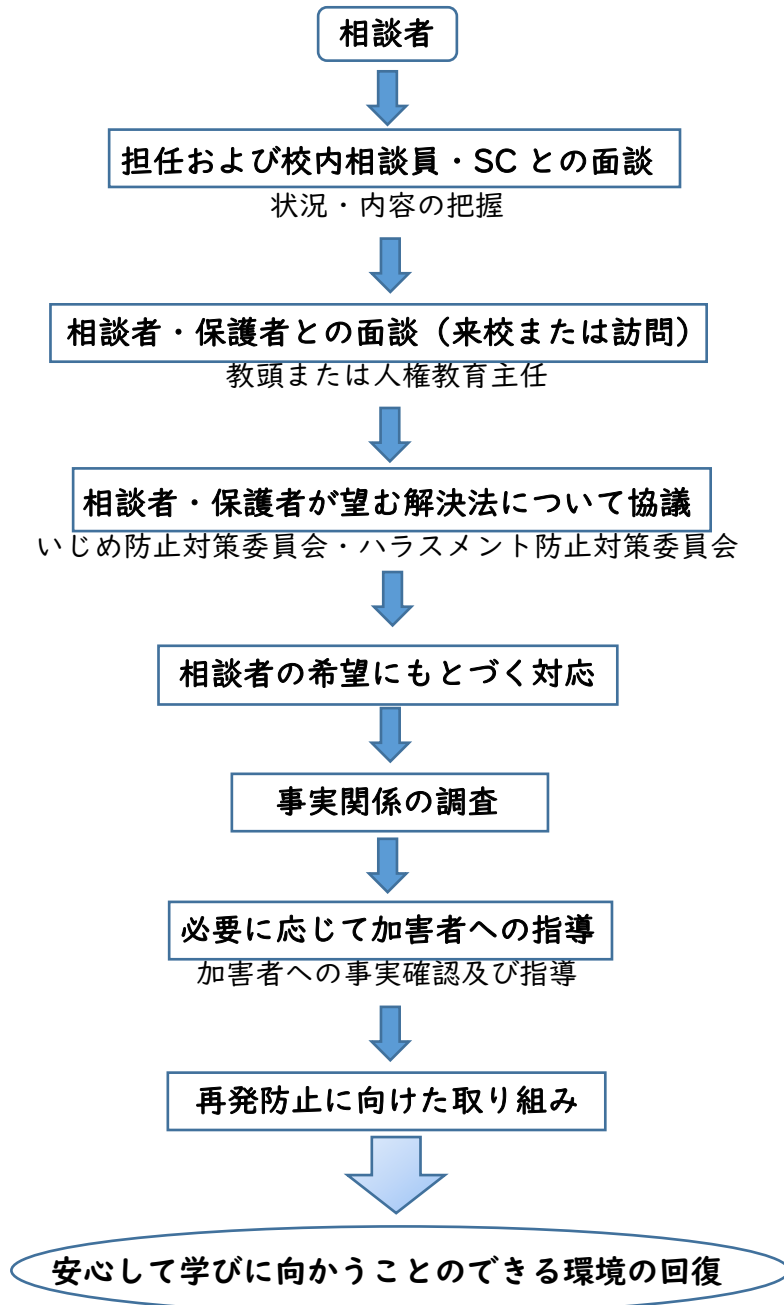 相談者
担任および校内相談員・SC との面談
状況・内容の把握
相談者・保護者との面談（来校または訪問）
教頭または人権教育主任
相談者・保護者が望む解決法について協議
いじめ防止対策委員会・ハラスメント防止対策委員会
相談者の希望にもとづく対応
事実関係の調査
必要に応じて加害者への指導
加害者への事実確認及び指導
再発防止に向けた取り組み
安心して学びに向かうことのできる環境の回復